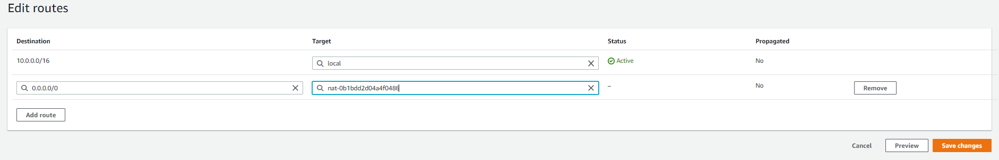 Edit routes
Destination Target Status Propagated
10.0.0.0/16 local Active No
0.0.0.0/0 nat-0b1bdd2d04a4f0486 – No Remove
Add route
Cancel Preview Save changes